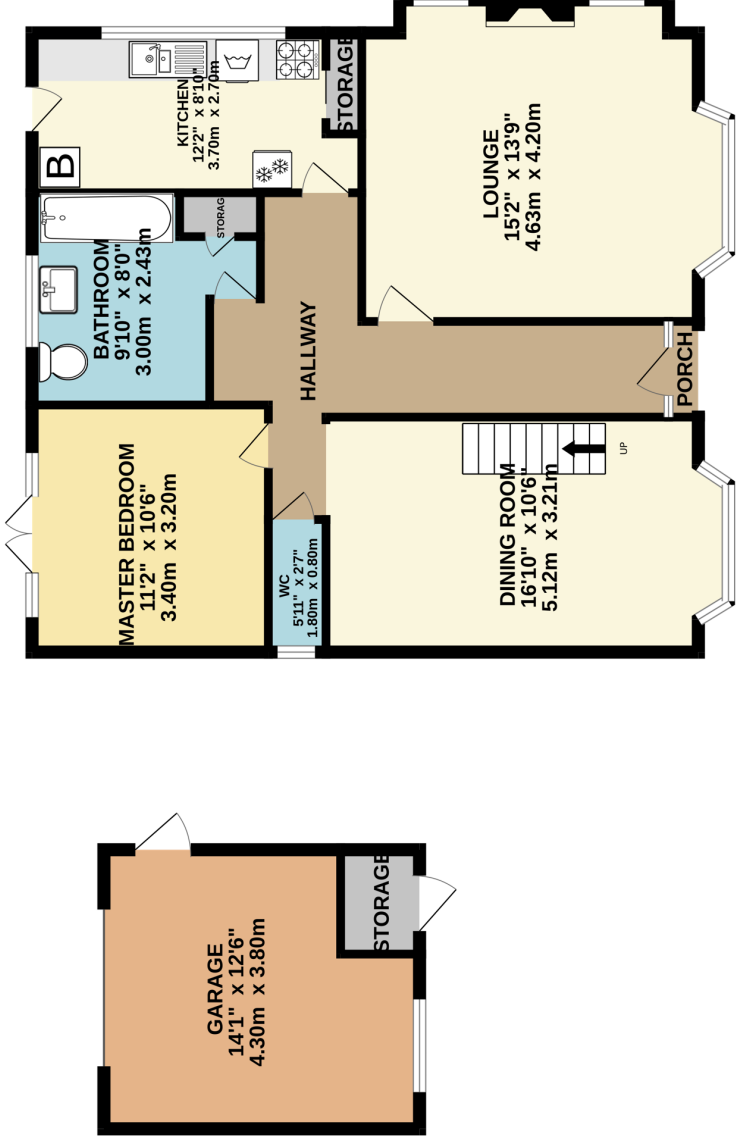 KITCHEN
12'2" x 8'10"
3.70m x 2.70m
STORAGE
LOUNGE
15'2" x 13'9"
4.63m x 4.20m
B
STORAG
BATHROOM
9'10" x 8'0"
3.00m x 2.43m
HALLWAY
PORCH
MASTER BEDROOM
11'2" x 10'6"
3.40m x 3.20m
WC
5'11" x 2'7"
1.80m x 0.80m
DINING ROOM
16'10" x 10'6"
5.12m x 3.21m
UP
GARAGE
14'1" x 12'6"
4.30m x 3.80m
STORAGE